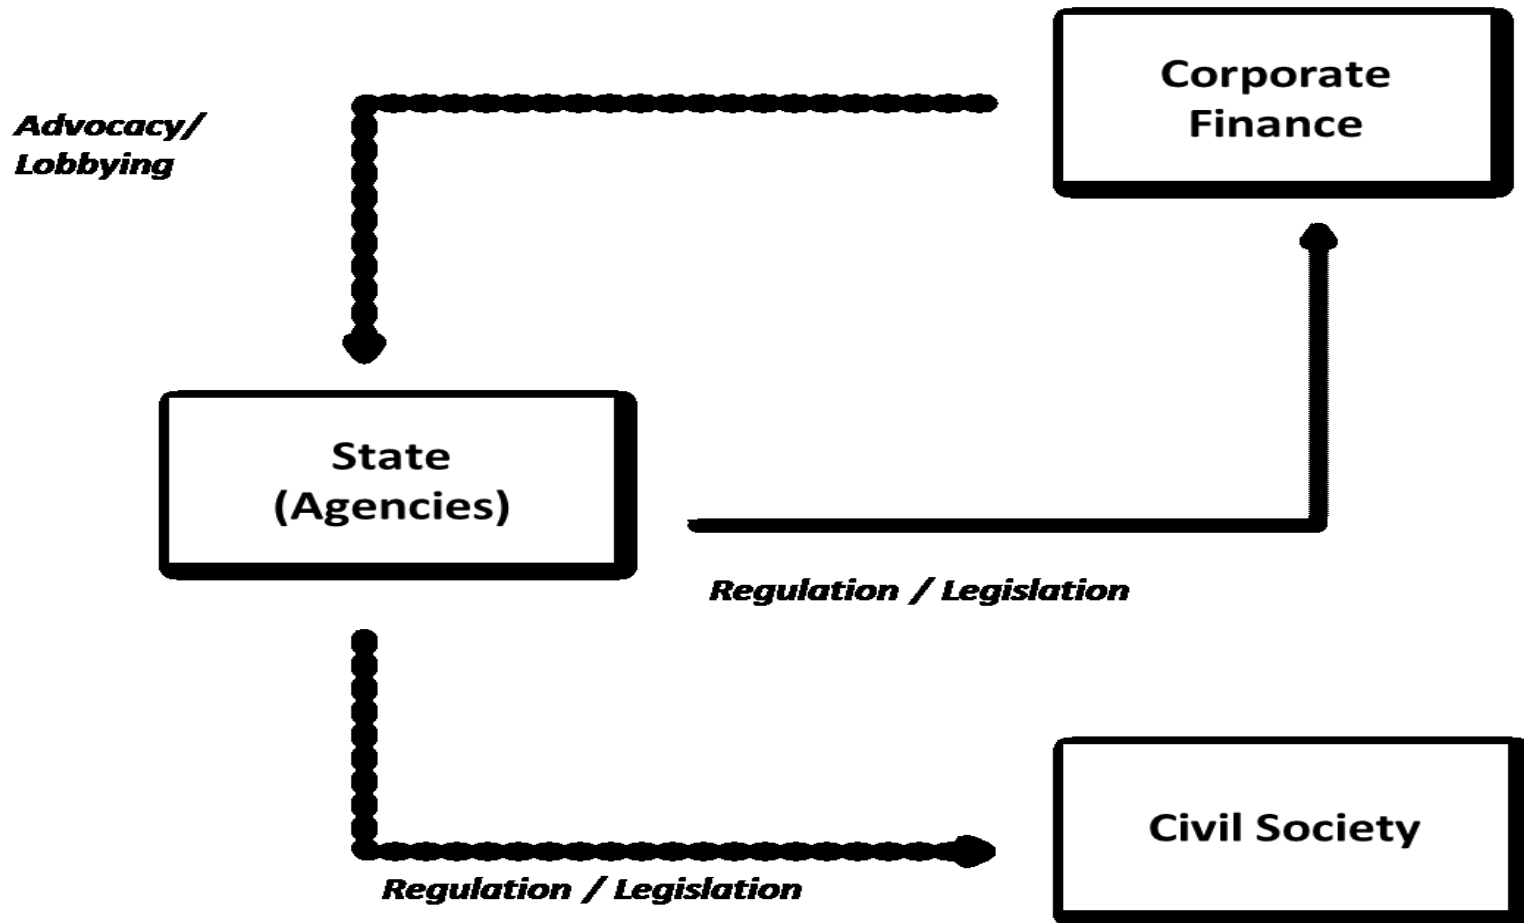 Corporate
Finance
Advocacy/
Lobbying
State
(Agencies)
Regulation / Legislation
Civil Society
Regulation / Legislation